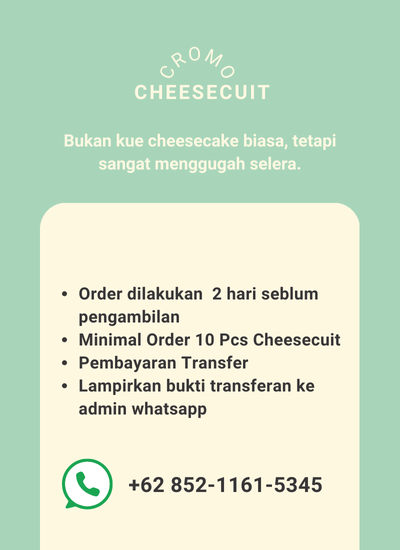 CROMO
CHEESECUIT
Bukan kue cheesecake biasa, tetapi
sangat menggugah selera.
• Order dilakukan  2 hari seblum
pengambilan
• Minimal Order 10 Pcs Cheesecuit
• Pembayaran Transfer
• Lampirkan bukti transferan ke
admin whatsapp
+62 852-1161-5345